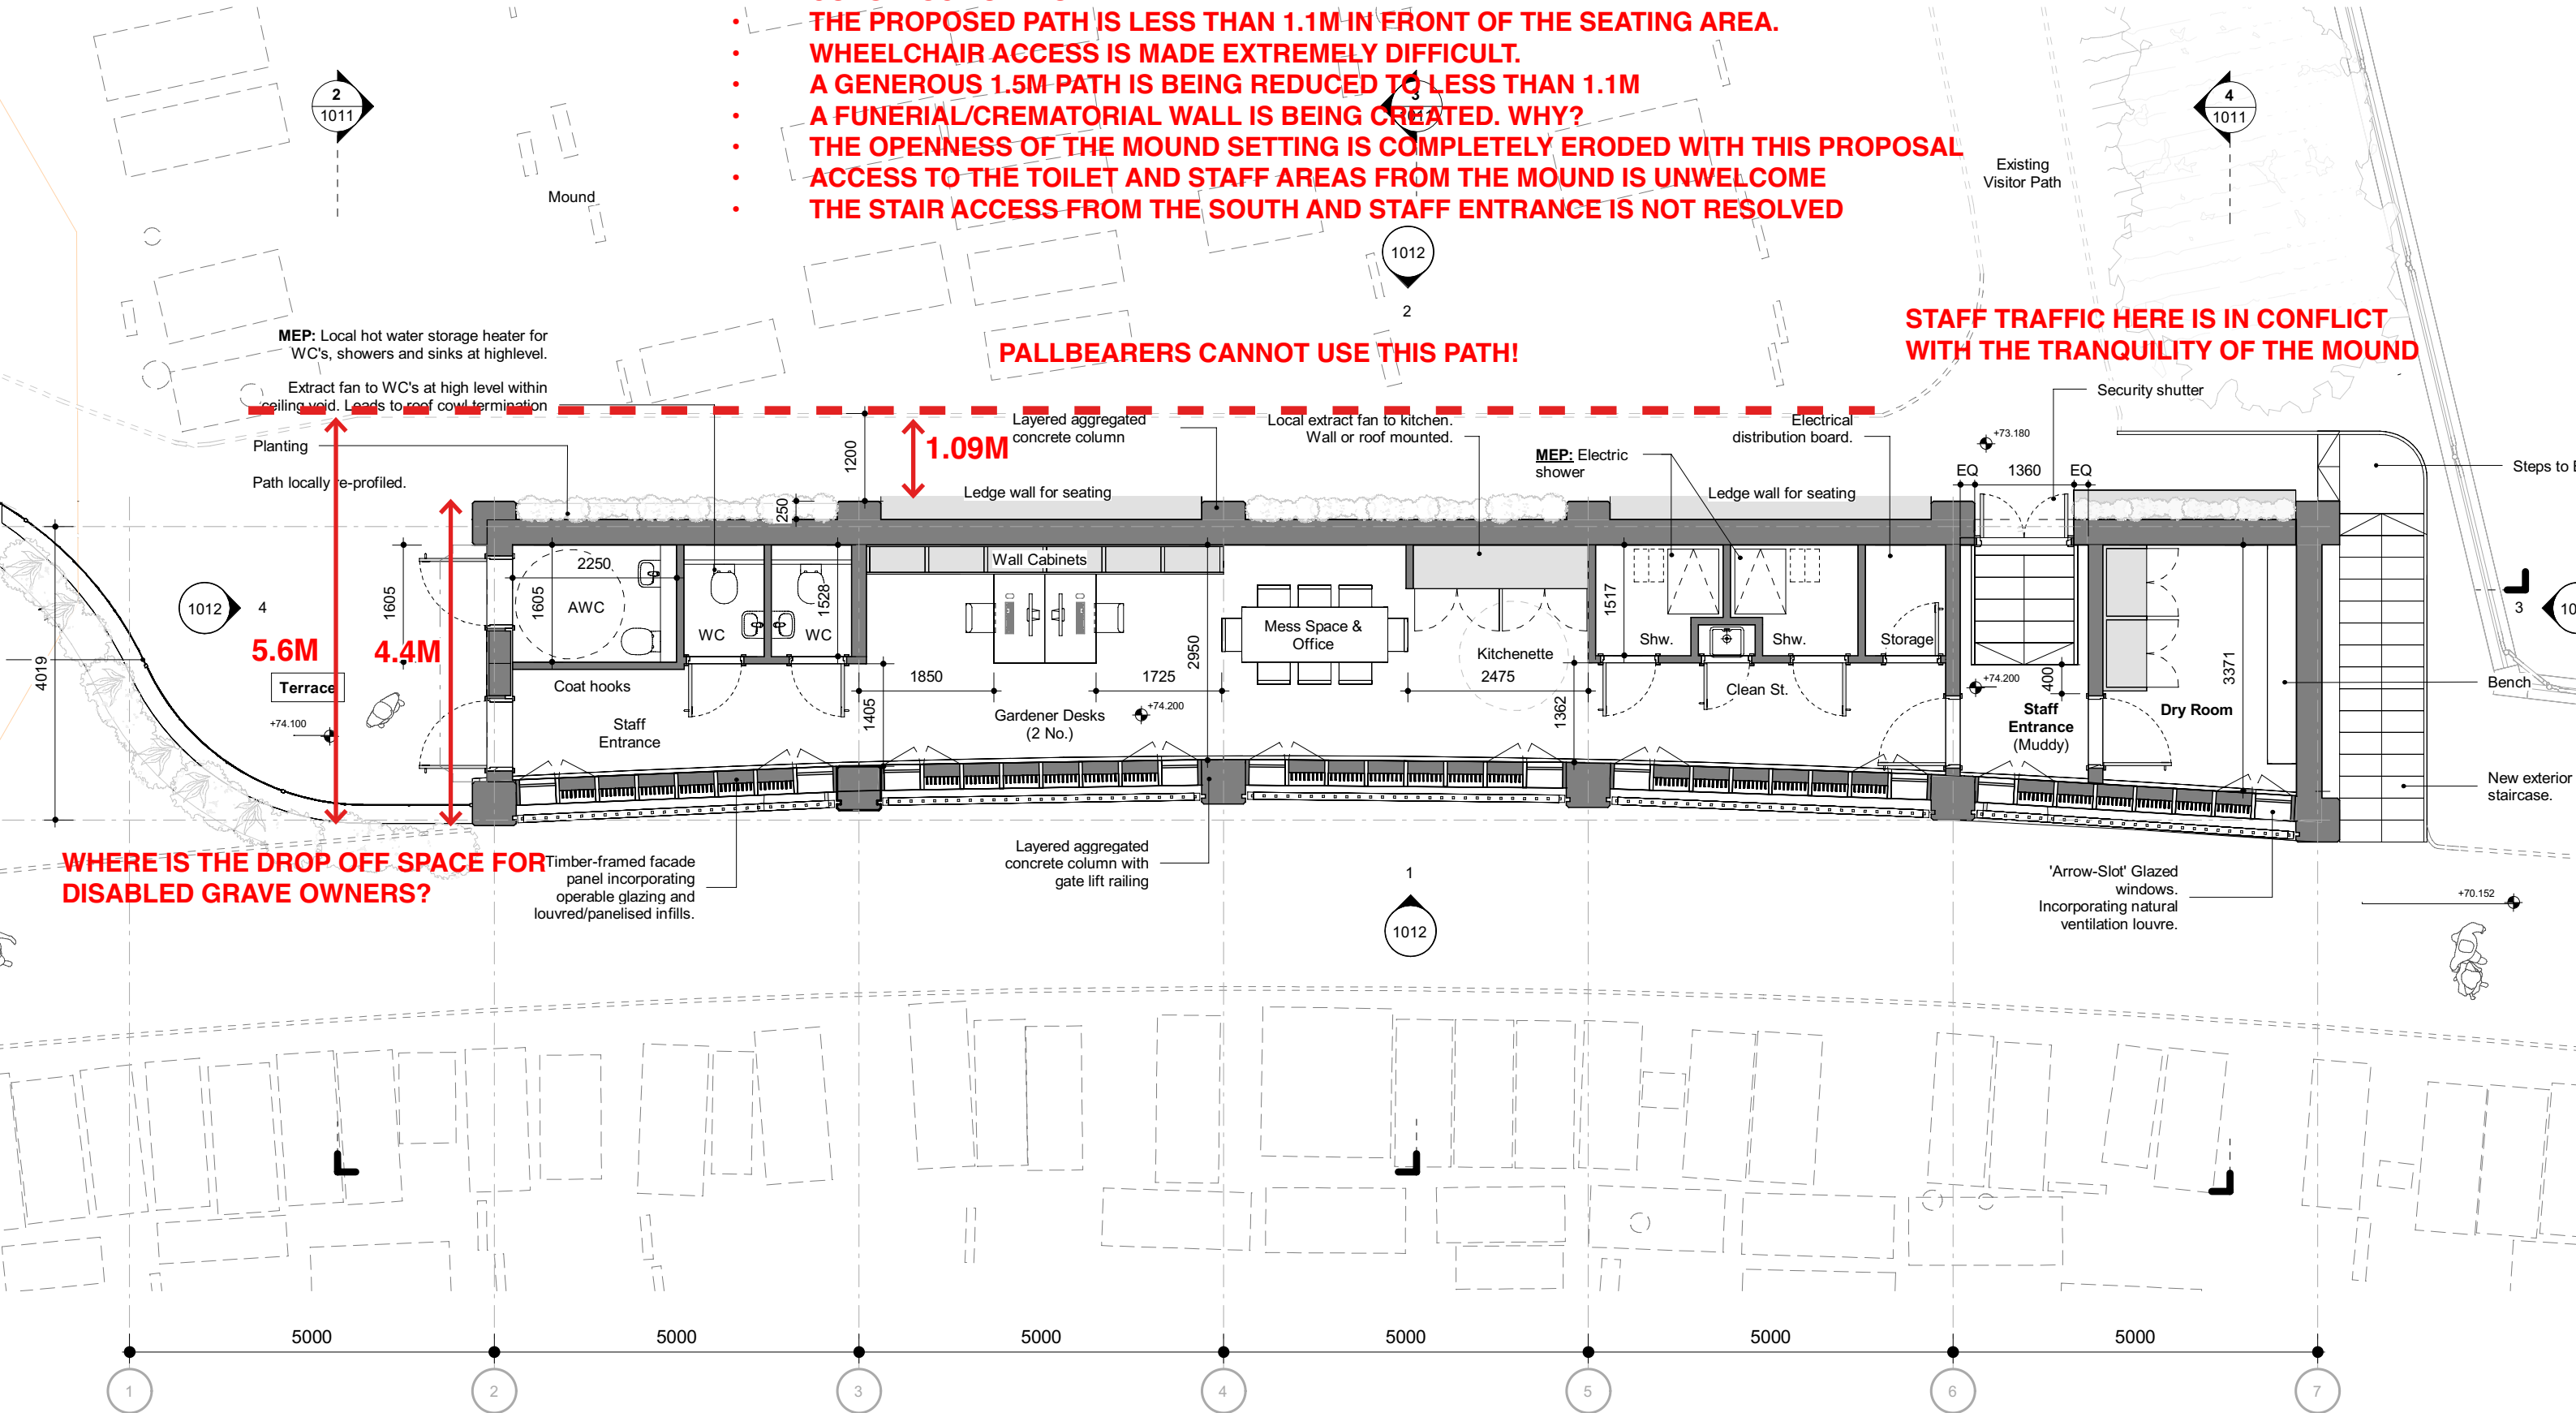 • THE PROPOSED PATH IS LESS THAN 1.1M IN FRONT OF THE SEATING AREA.
• WHEELCHAIR ACCESS IS MADE EXTREMELY DIFFICULT.
• A GENEROUS 1.5M PATH IS BEING REDUCED TO LESS THAN 1.1M
• A FUNERIAL/CREMATORIAL WALL IS BEING CREATED. WHY?
• THE OPENNESS OF THE MOUND SETTING IS COMPLETELY ERODED WITH THIS PROPOSAL
• ACCESS TO THE TOILET AND STAFF AREAS FROM THE MOUND IS UNWELCOME
• THE STAIR ACCESS FROM THE SOUTH AND STAFF ENTRANCE IS NOT RESOLVED
2
1011
3
4
1011
Mound
Existing
Visitor Path
1012
2
STAFF TRAFFIC HERE IS IN CONFLICT
WITH THE TRANQUILITY OF THE MOUND
PALLBEARERS CANNOT USE THIS PATH!
MEP: Local hot water storage heater for
WC's, showers and sinks at highlevel.
Extract fan to WC's at high level within
ceiling void. Leads to roof cowl termination
Planting
Path locally re-profiled.
1200
250
1.09M
Layered aggregated
concrete column
Ledge wall for seating
Local extract fan to kitchen.
Wall or roof mounted.
MEP: Electric
shower
Electrical
distribution board.
Ledge wall for seating
Security shutter
+73.180
EQ
1360
EQ
Steps to
1012
4
1605
5.6M
4.4M
4019
Terrace
+74.100
2250
1605
AWC
WC
WC
1528
Coat hooks
Staff
Entrance
Wall Cabinets
1850
1725
2950
1405
Gardener Desks
(2 No.)
+74.200
Mess Space &
Office
Kitchenette
2475
1362
1517
Shw.
Shw.
Storage
Clean St.
+74.200
400
Staff
Entrance
(Muddy)
Dry Room
3371
Bench
3
10
New exterior
staircase.
WHERE IS THE DROP OFF SPACE FOR
DISABLED GRAVE OWNERS?
Timber-framed facade
panel incorporating
operable glazing and
louvred/panelised infills.
Layered aggregated
concrete column with
gate lift railing
1
1012
'Arrow-Slot' Glazed
windows.
Incorporating natural
ventilation louvre.
+70.152
5000
5000
5000
5000
5000
5000
1
2
3
4
5
6
7